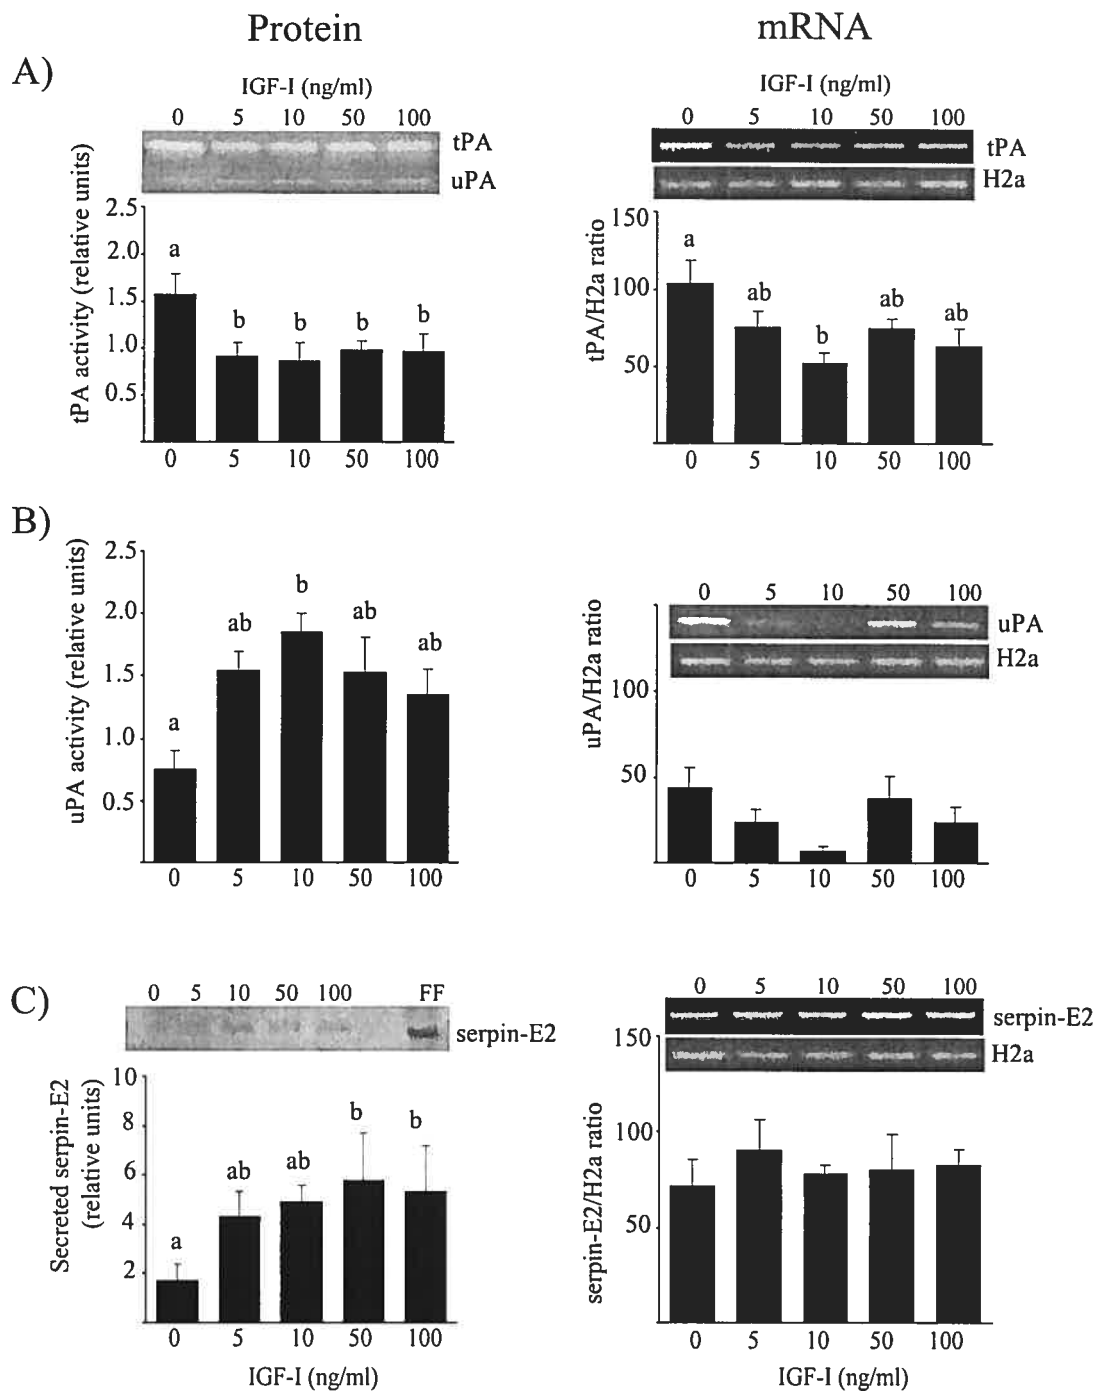 Protein
mRNA
A)
IGF-I (ng/ml)
0 5 10 50 100
tPA
uPA
tPA activity (relative units)
2.5
2.0
1.5
1.0
0.5
a b b b b
0 5 10 50 100
IGF-I (ng/ml)
0 5 10 50 100
tPA
H2a
tPA/H2a ratio
150
100
50
a ab b ab ab
0 5 10 50 100
B)
uPA activity (relative units)
2.5
2.0
1.5
1.0
0.5
a ab b ab ab
0 5 10 50 100
0 5 10 50 100
uPA
H2a
uPA/H2a ratio
100
50
0 5 10 50 100
C)
0 5 10 50 100 FF
serpin-E2
Secreted serpin-E2
(relative units)
10
8
6
4
2
a ab ab b b
0 5 10 50 100
IGF-I (ng/ml)
0 5 10 50 100
serpin-E2
H2a
serpin-E2/H2a ratio
150
100
50
0 5 10 50 100
IGF-I (ng/ml)